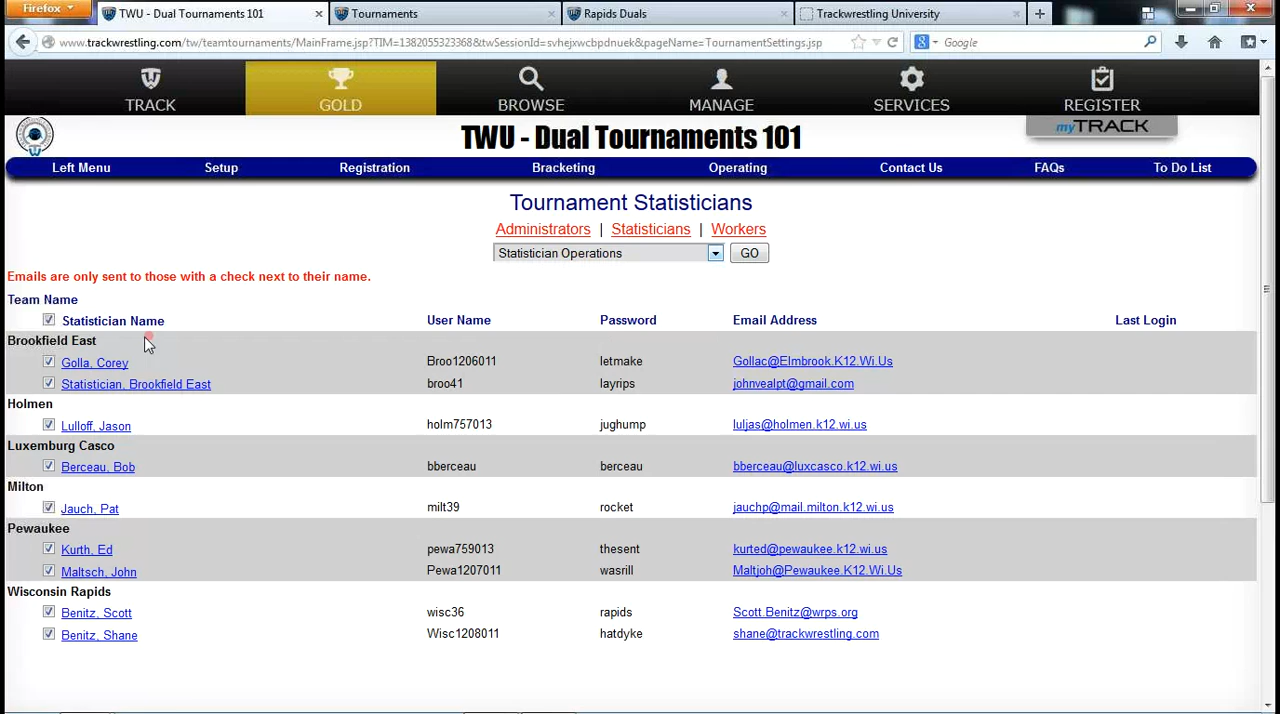 Firefox
TWU - Dual Tournaments 101
Tournaments
Rapids Duals
Trackwrestling University
www.trackwrestling.com/tw/teamtournaments/MainFrame.jsp?TIM=1382055323368&twSessionId=svhejxwcbpdnuek&pageName=TournamentSettings.jsp
Google
TRACK
GOLD
BROWSE
MANAGE
SERVICES
REGISTER
myTRACK
TWU - Dual Tournaments 101
Left Menu Setup Registration Bracketing Operating Contact Us FAQs To Do List
Tournament Statisticians
Administrators | Statisticians | Workers
Statistician Operations GO
Emails are only sent to those with a check next to their name.
Team Name
Statistician Name User Name Password Email Address Last Login
Brookfield East
Golla, Corey Broo1206011 letmake Gollac@Elmbrook.K12.Wi.Us
Statistician, Brookfield East broo41 layrips johnvealpt@gmail.com
Holmen
Lulloff, Jason holm757013 jughump luljas@holmen.k12.wi.us
Luxemburg Casco
Berceau, Bob bberceau berceau bberceau@luxcasco.k12.wi.us
Milton
Jauch, Pat milt39 rocket jauchp@mail.milton.k12.wi.us
Pewaukee
Kurth, Ed pewa759013 thesent kurted@pewaukee.k12.wi.us
Maltsch, John Pewa1207011 wasrill Maltjoh@Pewaukee.K12.Wi.Us
Wisconsin Rapids
Benitz, Scott wisc36 rapids Scott.Benitz@wrps.org
Benitz, Shane Wisc1208011 hatdyke shane@trackwrestling.com